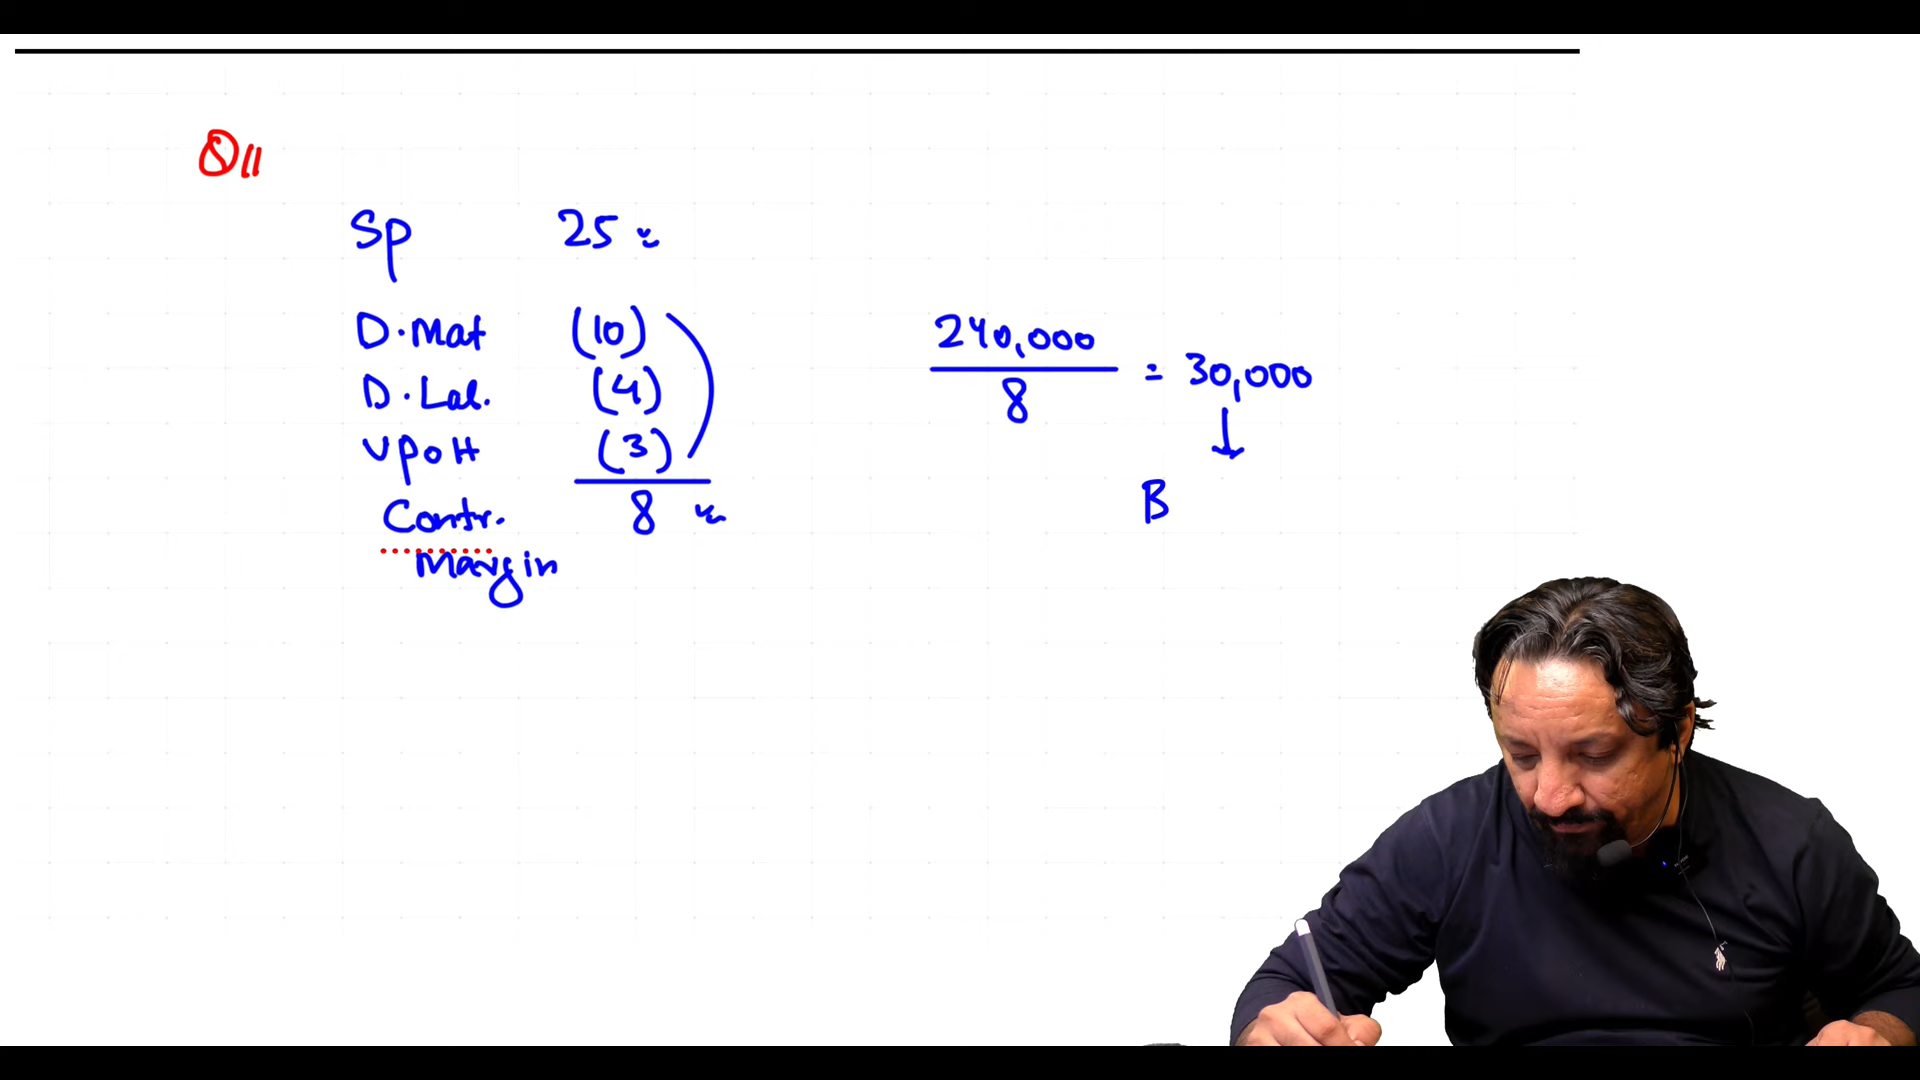 Q11
Sp 25
D.Mat (10)
D.Lab. (4)
VPOH (3)
Contr. 8
Margin
240,000
8
= 30,000
B